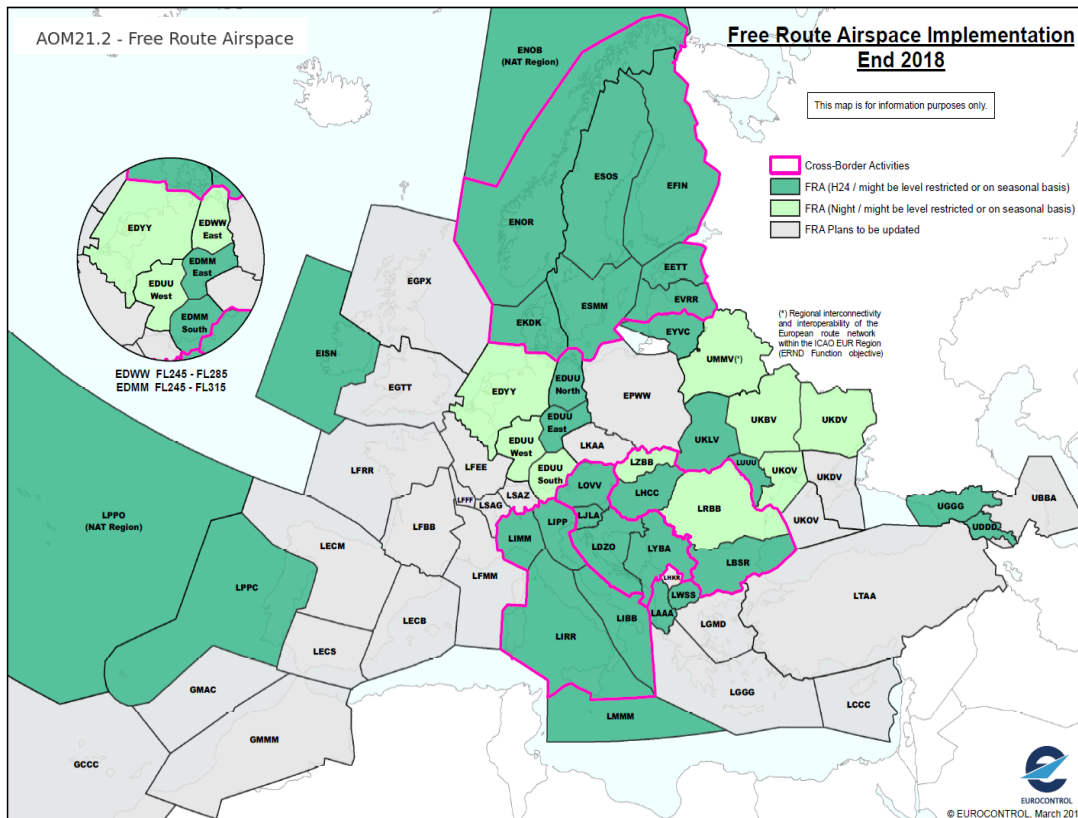 AOM21.2 - Free Route Airspace
Free Route Airspace Implementation
End 2018
This map is for information purposes only.
Cross-Border Activities
FRA (H24 / might be level restricted or on seasonal basis)
FRA (Night / might be level restricted or on seasonal basis)
FRA Plans to be updated
(*) Regional interconnectivity
and interoperability of the
European route network
within the ICAO EUR Region
(ERND Function objective)
EDYY
EDWW
East
EDMM
East
EDUU
West
EDMM
South
EDWW FL245 - FL285
EDMM FL245 - FL315
ENOB
(NAT Region)
ESOS
EFIN
ENOR
EGPX
EETT
EVRR
ESMM
EKDK
EYVC
EISN
UMMV(*)
EGTT
EDYY
EDUU
North
EPWW
EDUU
East
UKBV
UKDV
UKLV
EDUU
West
LKAA
LFEE
LZBB
LUUU
UKOV
UKDV
EDUU
South
LFRR
LSAZ
LOVV
LHCC
LFFF
LSAG
LRBB
UKOV
UBBA
UGGG
UDDD
LPPO
(NAT Region)
LFBB
LIMM
LIPP
LJLA
LECM
LDZO
LYBA
LBSR
LFMM
LHKR
LPPC
LWSS
LTAA
LECB
LAAA
LIBB
LGMD
LIRR
LECS
GMAC
LGGG
LCCC
LMMM
GMMM
GCCC
EUROCONTROL
© EUROCONTROL, March 201